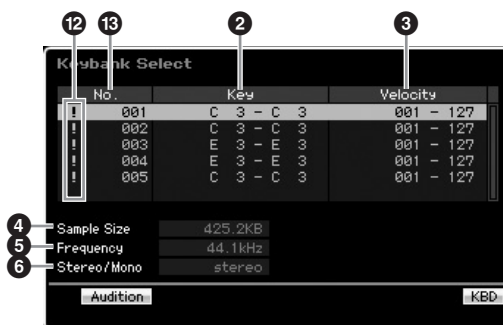 12 13 2 3
Keybank Select
No. Key Velocity
! 001 C 3 - C 3 001 - 127
! 002 C 3 - C 3 001 - 127
! 003 E 3 - E 3 001 - 127
! 004 E 3 - E 3 001 - 127
! 005 C 3 - C 3 001 - 127
4 Sample Size 425.2KB
5 Frequency 44.1kHz
6 Stereo/Mono stereo
Audition KBD